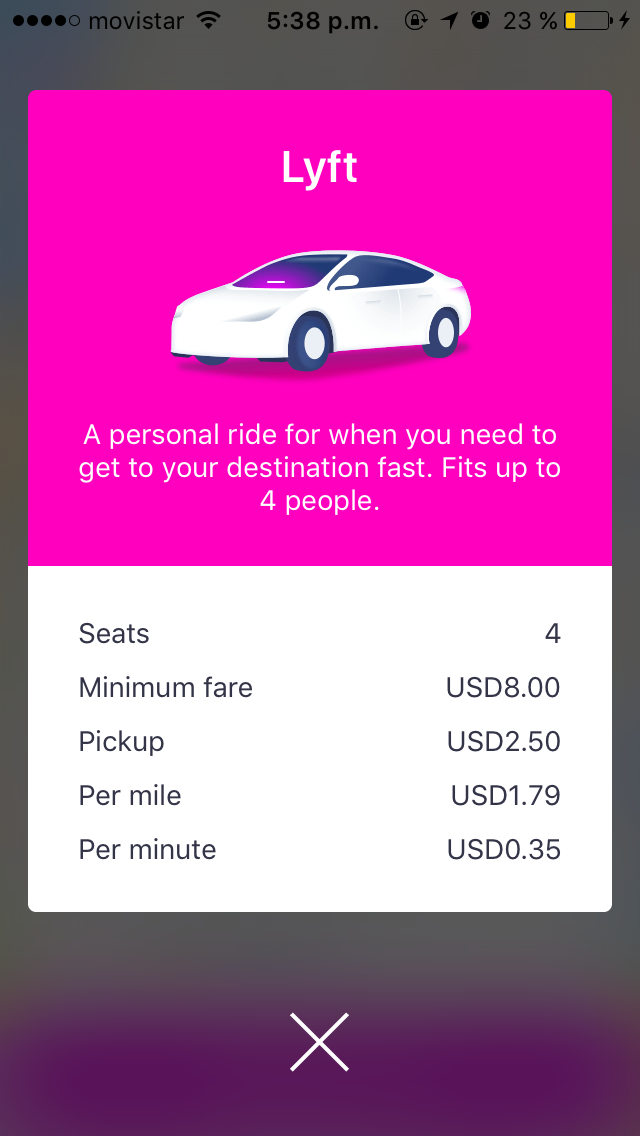 movistar 5:38 p.m. 23 %
Lyft
A personal ride for when you need to
get to your destination fast. Fits up to
4 people.
Seats 4
Minimum fare USD8.00
Pickup USD2.50
Per mile USD1.79
Per minute USD0.35